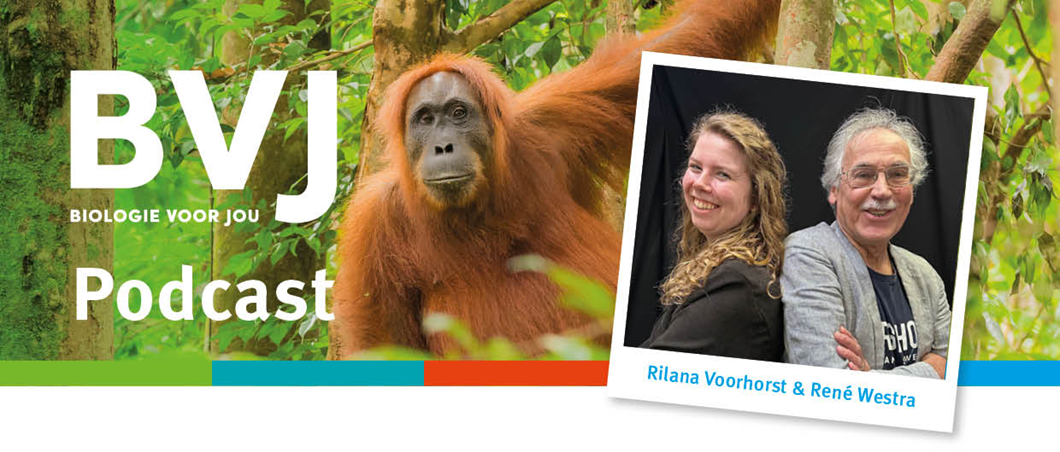 BVJ
BIOLOGIE VOOR JOU
Podcast
Rilana Voorhorst & René Westra